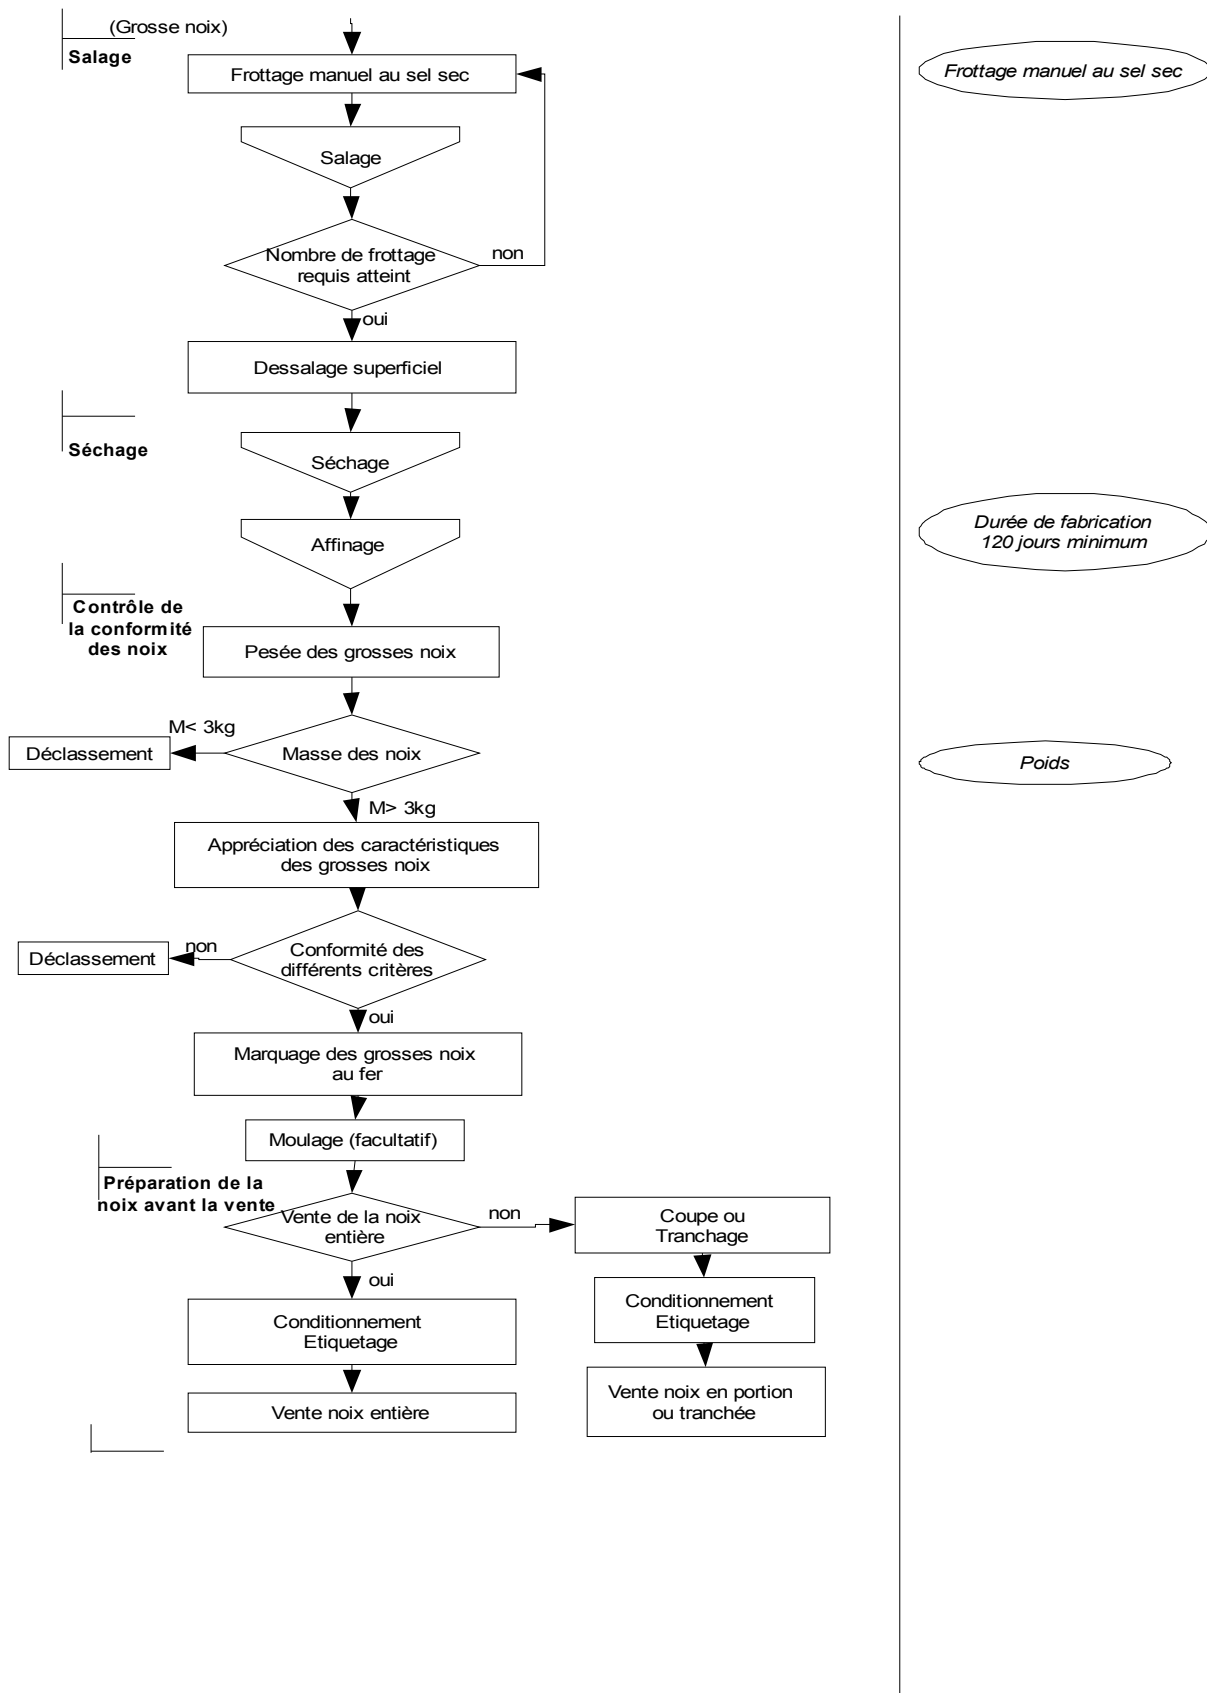 (Grosse noix)
Salage
Frottage manuel au sel sec
Frottage manuel au sel sec
Salage
Nombre de frottage
requis atteint
non
oui
Dessalage superficiel
Séchage
Séchage
Affinage
Durée de fabrication
120 jours minimum
Contrôle de
la conformité
des noix
Pesée des grosses noix
M< 3kg
Déclassement
Masse des noix
Poids
M> 3kg
Appréciation des caractéristiques
des grosses noix
non
Déclassement
Conformité des
différents critères
oui
Marquage des grosses noix
au fer
Moulage (facultatif)
Préparation de la
noix avant la vente
Vente de la noix
entière
non
Coupe ou
Tranchage
oui
Conditionnement
Etiquetage
Conditionnement
Etiquetage
Vente noix entière
Vente noix en portion
ou tranchée